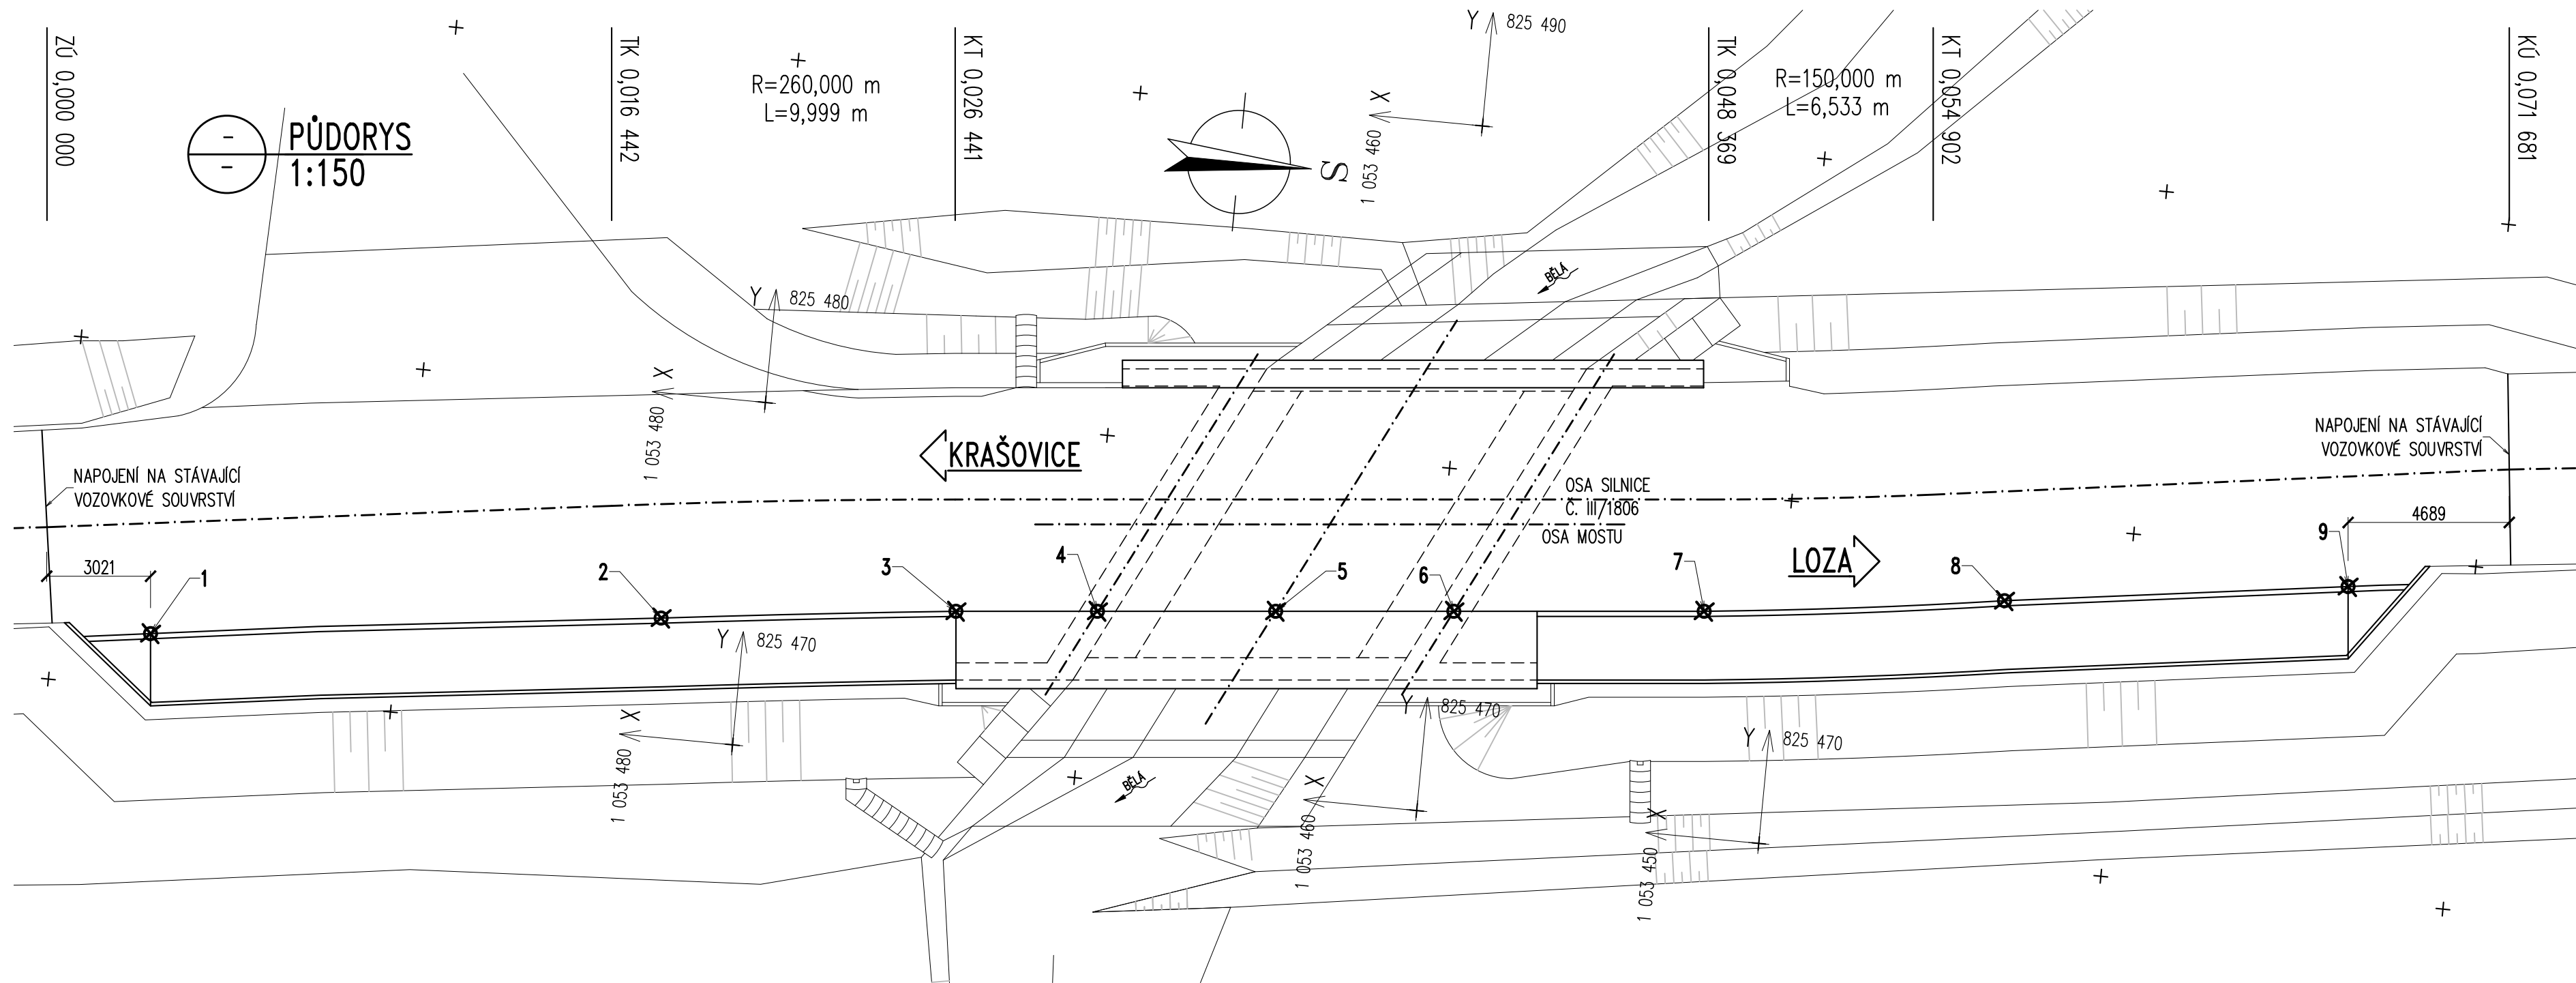 ZÚ 0,000 000
TK 0,016 442
KT 0,026 441
TK 0,048 369
KT 0,054 902
KÚ 0,071 681
PŮDORYS
1:150
-
-
R=260,000 m
L=9,999 m
R=150,000 m
L=6,533 m
Y 825 490
X
1 053 460
S
BĚLÁ
Y 825 480
X
1 053 480
KRAŠOVICE
NAPOJENÍ NA STÁVAJÍCÍ
VOZOVKOVÉ SOUVRSTVÍ
NAPOJENÍ NA STÁVAJÍCÍ
VOZOVKOVÉ SOUVRSTVÍ
OSA SILNICE
Č. III/1806
OSA MOSTU
LOZA
3021
4689
1
2
3
4
5
6
7
8
9
Y 825 470
X
1 053 480
Y 825 470
X
1 053 460
Y 825 470
X
1 053 450
BĚLÁ